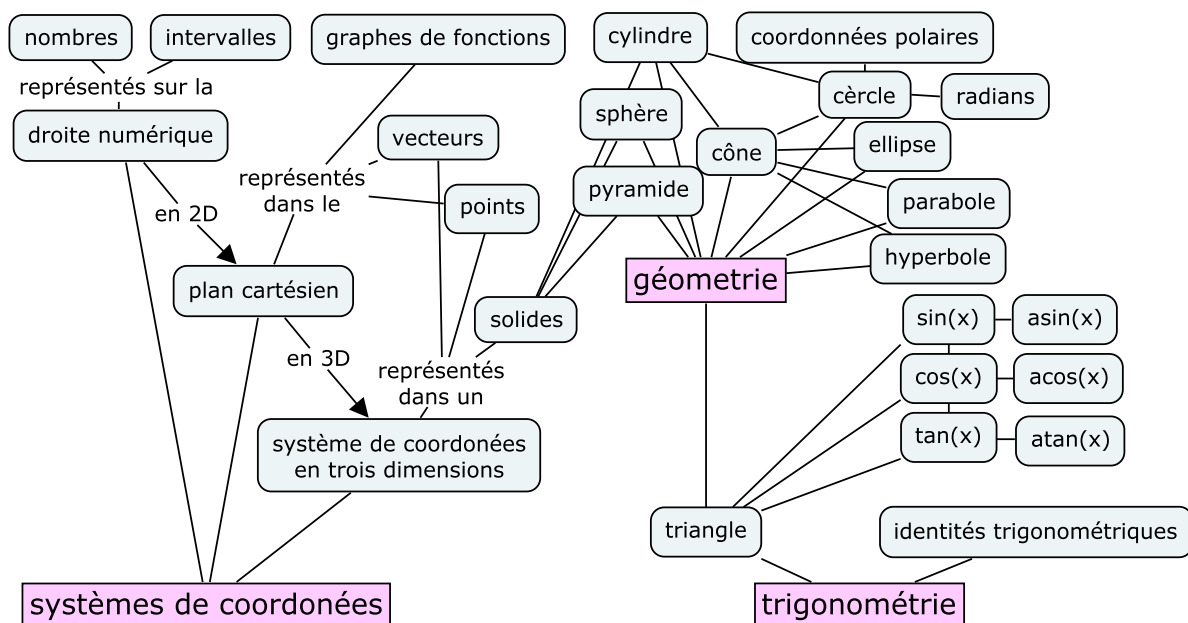 nombres
intervalles
graphes de fonctions
cylindre
coordonnées polaires
représentés sur la
sphère
cèrcle
radians
droite numérique
vecteurs
cône
ellipse
représentés
dans le
pyramide
points
parabole
en 2D
géometrie
hyperbole
plan cartésien
solides
sin(x)
asin(x)
en 3D
représentés
dans un
cos(x)
acos(x)
système de coordonées
en trois dimensions
tan(x)
atan(x)
triangle
identités trigonométriques
systèmes de coordonées
trigonométrie